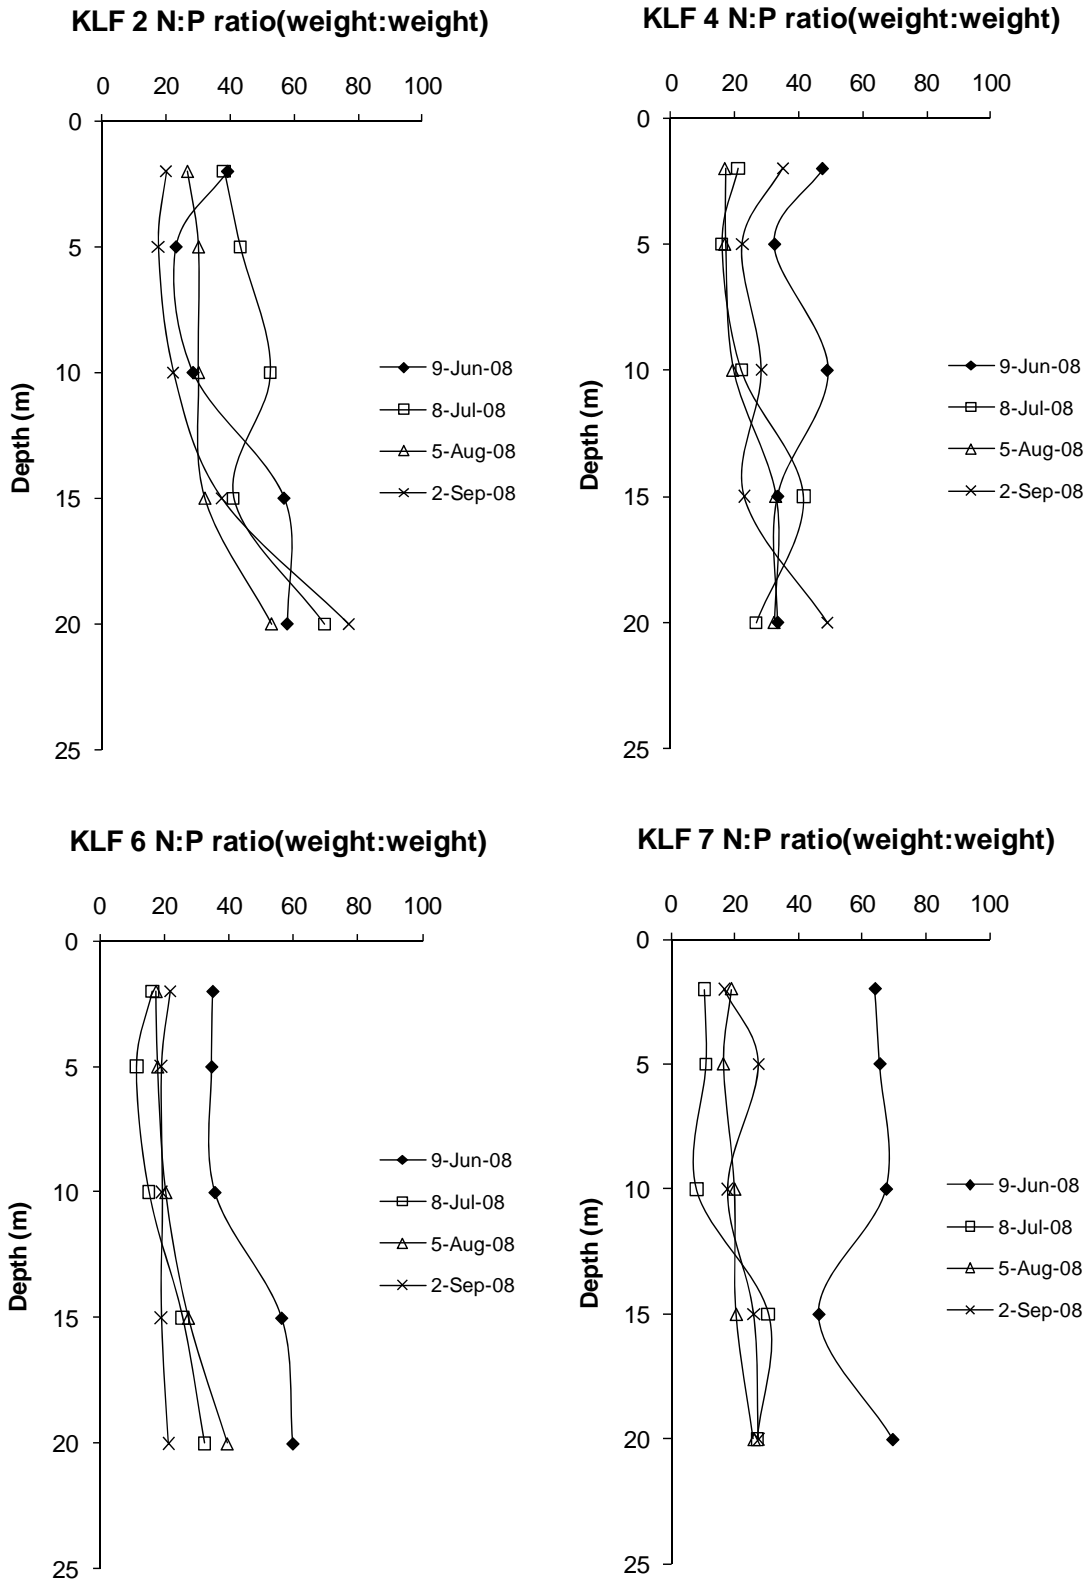 KLF 2 N:P ratio(weight:weight)
0 20 40 60 80 100
0
5
10
15
20
25
Depth (m)
9-Jun-08
8-Jul-08
5-Aug-08
2-Sep-08
KLF 4 N:P ratio(weight:weight)
0 20 40 60 80 100
0
5
10
15
20
25
Depth (m)
9-Jun-08
8-Jul-08
5-Aug-08
2-Sep-08
KLF 6 N:P ratio(weight:weight)
0 20 40 60 80 100
0
5
10
15
20
25
Depth (m)
9-Jun-08
8-Jul-08
5-Aug-08
2-Sep-08
KLF 7 N:P ratio(weight:weight)
0 20 40 60 80 100
0
5
10
15
20
25
Depth (m)
9-Jun-08
8-Jul-08
5-Aug-08
2-Sep-08